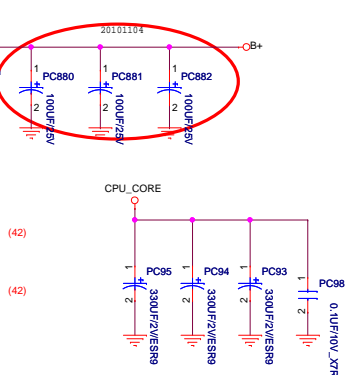 20101104
B+
1
1
1
PC880
PC881
PC882
2
2
2
100UF/25V
100UF/25V
100UF/25V
CPU_CORE
(42)
(42)
1
1
1
1
PC95
PC94
PC93
PC98
2
2
2
2
330UF/2V/ESR9
330UF/2V/ESR9
330UF/2V/ESR9
0.1UF/10V_X7R